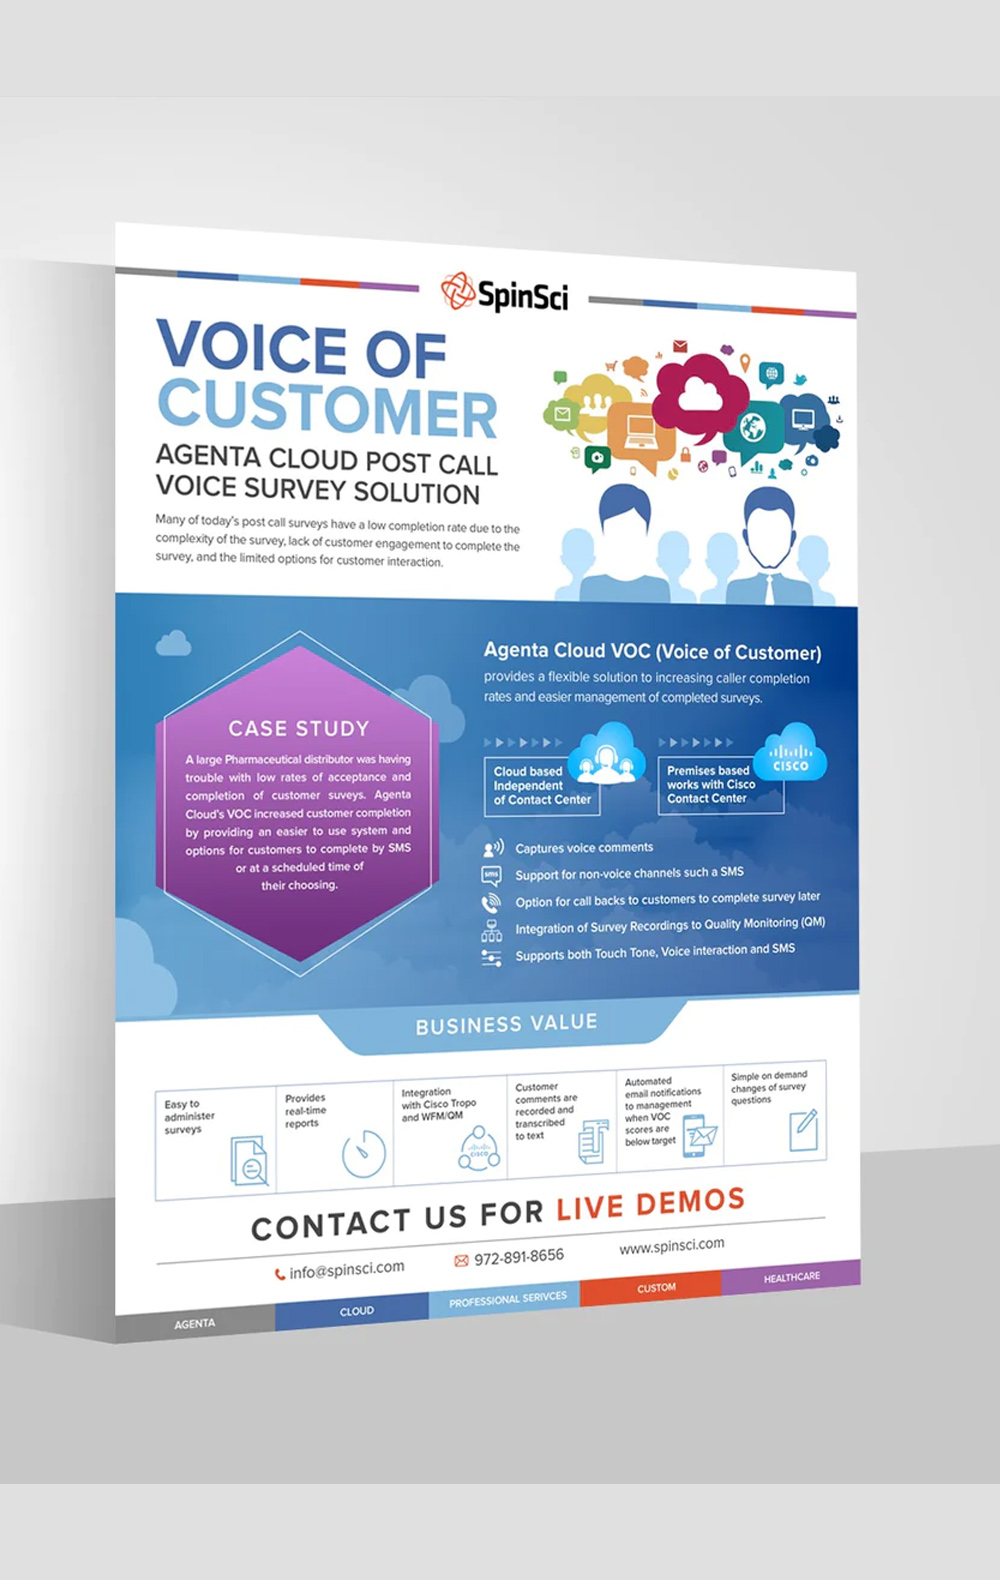 SpinSci
VOICE OF
CUSTOMER
AGENTA CLOUD POST CALL
VOICE SURVEY SOLUTION
Many of today's post call surveys have a low completion rate due to the
complexity of the survey, lack of customer engagement to complete the
survey, and the limited options for customer interaction.
CASE STUDY
A large Pharmaceutical distributor was having
trouble with low rates of acceptance and
completion of customer suveys. Agenta
Cloud's VOC increased customer completion
by providing an easier to use system and
options for customers to complete by SMS
or at a scheduled time of
their choosing.
Agenta Cloud VOC (Voice of Customer)
provides a flexible solution to increasing caller completion
rates and easier management of completed surveys.
Cloud based
Independent
of Contact Center
Premises based
works with Cisco
Contact Center
CISCO
Captures voice comments
sms
Support for non-voice channels such a SMS
Option for call backs to customers to complete survey later
Integration of Survey Recordings to Quality Monitoring (QM)
Supports both Touch Tone, Voice interaction and SMS
BUSINESS VALUE
Easy to
administer
surveys
Provides
real-time
reports
Integration
with Cisco Tropo
and WFM/QM
CISCO
Customer
comments are
recorded and
transcribed
to text
Automated
email notifications
to management
when VOC
scores are
below target
Simple on demand
changes of survey
questions
CONTACT US FOR LIVE DEMOS
info@spinsci.com
972-891-8656
www.spinsci.com
AGENTA
CLOUD
PROFESSIONAL SERIVCES
CUSTOM
HEALTHCARE